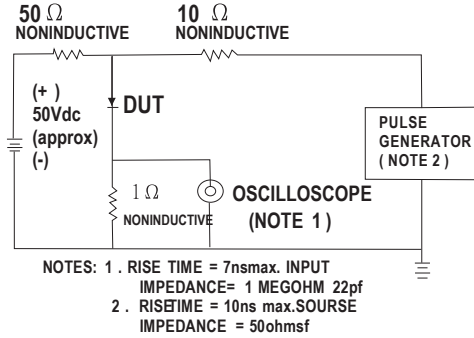 50 Ω
NONINDUCTIVE
10 Ω
NONINDUCTIVE
(+ )
50Vdc
(approx)
(-)
DUT
PULSE
GENERATOR
( NOTE 2 )
1 Ω
NONINDUCTIVE
OSCILLOSCOPE
(NOTE 1 )
NOTES: 1 . RISE TIME = 7nsmax. INPUT
IMPEDANCE= 1 MEGOHM 22pf
2 . RISETIME = 10ns max.SOURSE
IMPEDANCE = 50ohmsf